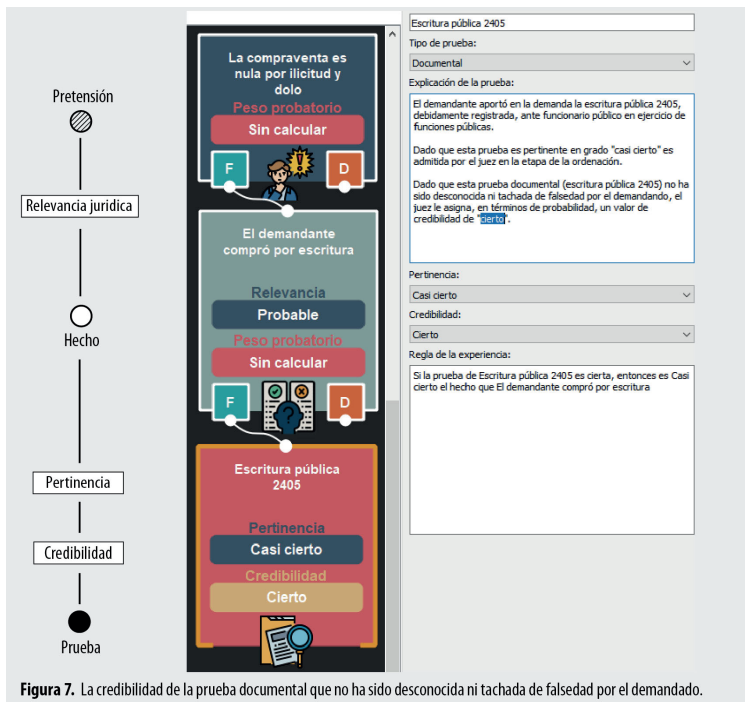 Pretensión
Relevancia juridica
Hecho
Pertinencia
Credibilidad
Prueba
La compraventa es
nula por ilicitud y
dolo
Peso probatorio
Sin calcular
F
D
El demandante
compró por escritura
Relevancia
Probable
Peso probatorio
Sin calcular
F
D
Escritura pública
2405
Pertinencia
Casi cierto
Credibilidad
Cierto
Escritura pública 2405
Tipo de prueba:
Documental
Explicación de la prueba:
El demandante aportó en la demanda la escritura pública 2405,
debidamente registrada, ante funcionario público en ejercicio de
funciones públicas.
Dado que esta prueba es pertinente en grado "casi cierto" es
admitida por el juez en la etapa de la ordenación.
Dado que esta prueba documental (escritura pública 2405) no ha
sido desconocida ni tachada de falsedad por el demandando, el
juez le asigna, en términos de probabilidad, un valor de
credibilidad de "cierto".
Pertinencia:
Casi cierto
Credibilidad:
Cierto
Regla de la experiencia:
Si la prueba de Escritura pública 2405 es cierta, entonces es Casi
cierto el hecho que El demandante compró por escritura
Figura 7. La credibilidad de la prueba documental que no ha sido desconocida ni tachada de falsedad por el demandado.